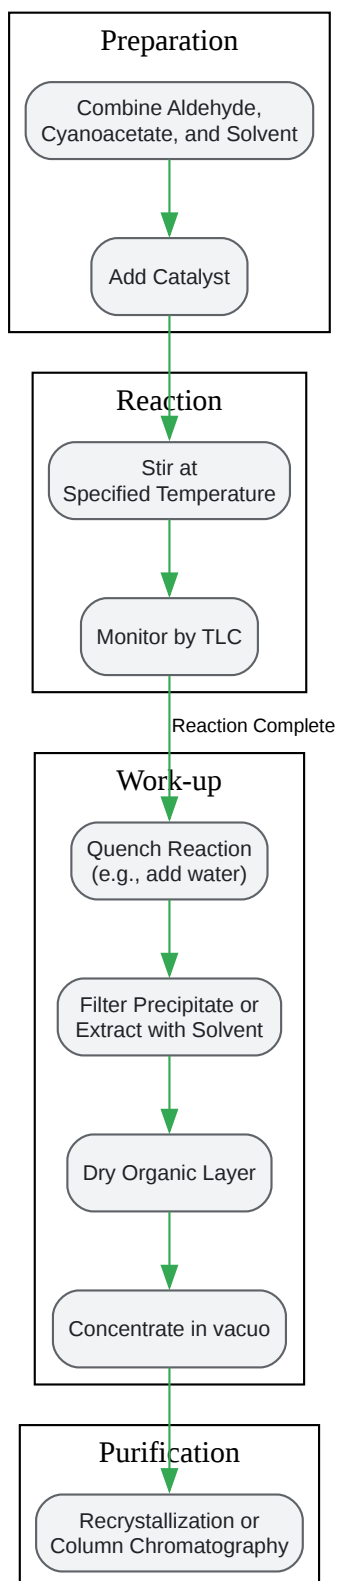 Preparation
Combine Aldehyde,
Cyanoacetate, and Solvent
Add Catalyst
Reaction
Stir at
Specified Temperature
Monitor by TLC
Reaction Complete
Work-up
Quench Reaction
(e.g., add water)
Filter Precipitate or
Extract with Solvent
Dry Organic Layer
Concentrate in vacuo
Purification
Recrystallization or
Column Chromatography